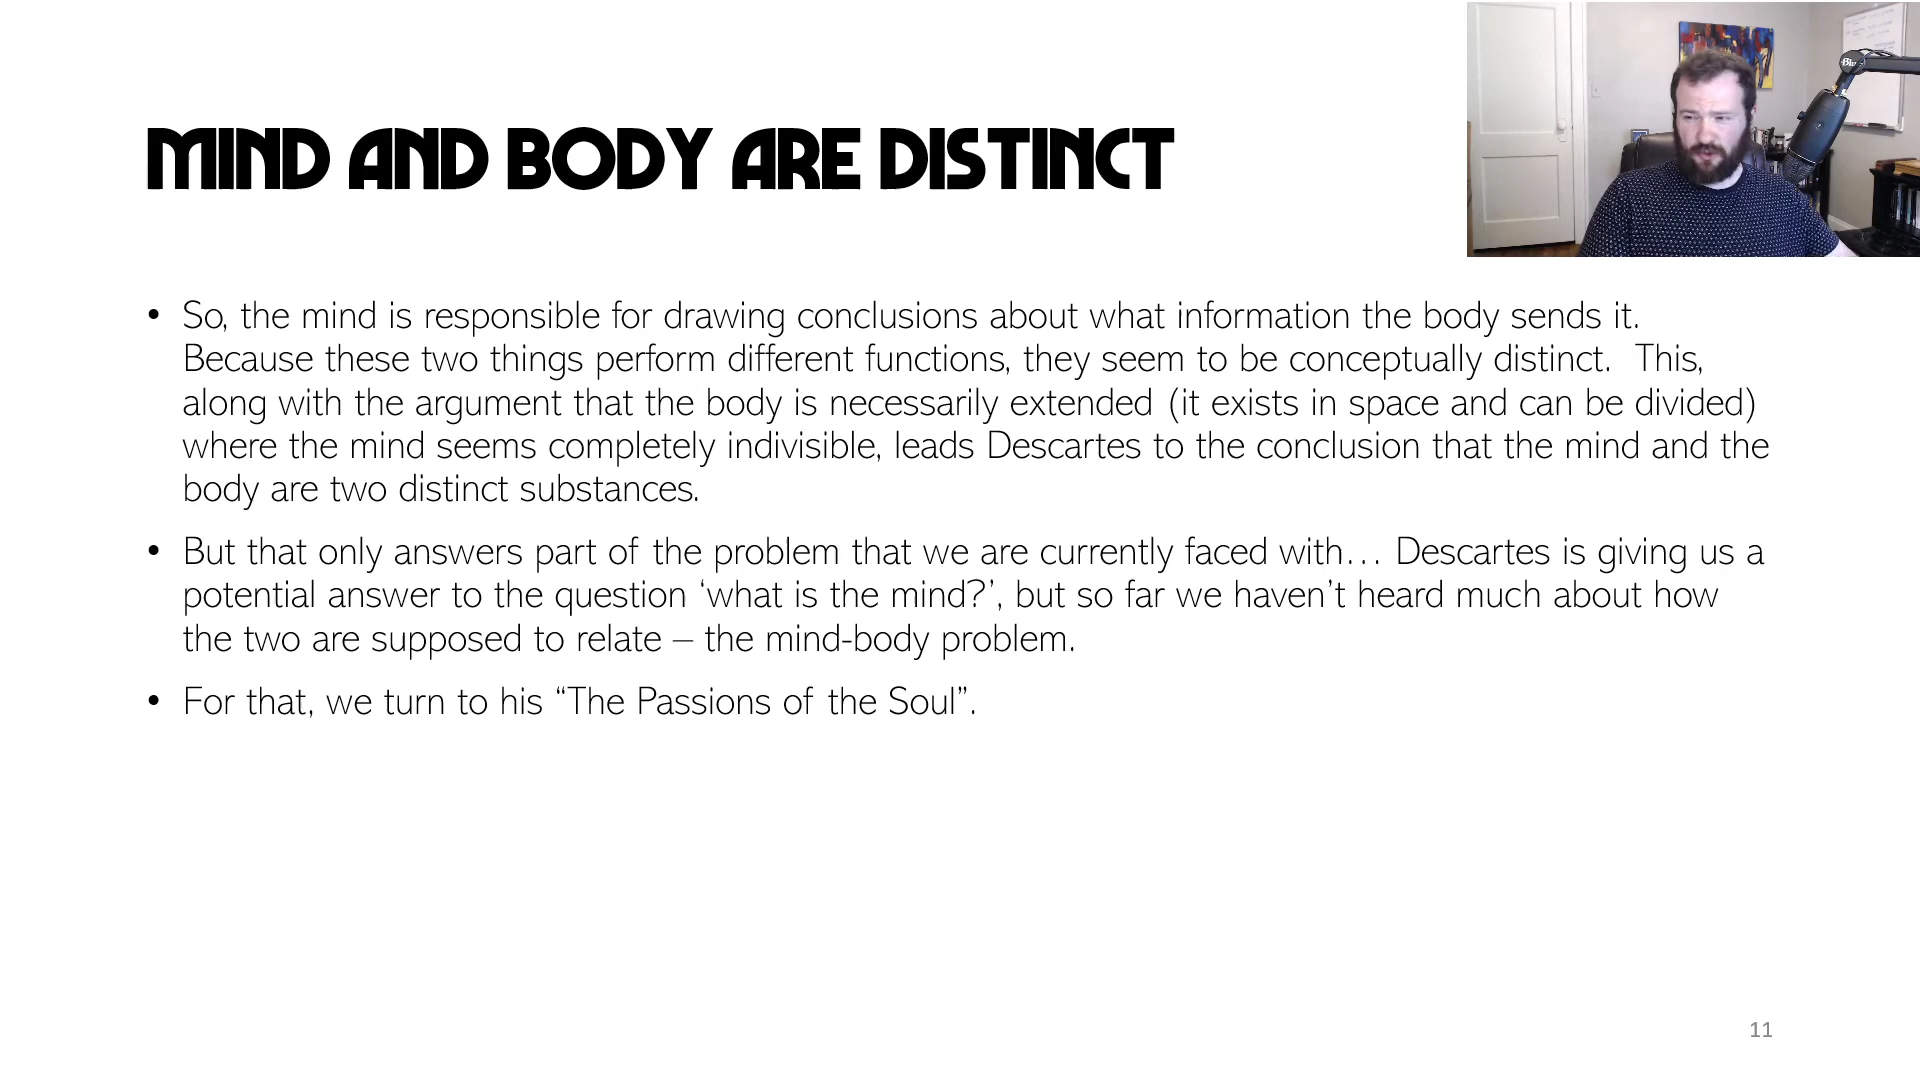 MIND AND BODY ARE DISTINCT
• So, the mind is responsible for drawing conclusions about what information the body sends it.
Because these two things perform different functions, they seem to be conceptually distinct.  This,
along with the argument that the body is necessarily extended (it exists in space and can be divided)
where the mind seems completely indivisible, leads Descartes to the conclusion that the mind and the
body are two distinct substances.
• But that only answers part of the problem that we are currently faced with… Descartes is giving us a
potential answer to the question ‘what is the mind?’, but so far we haven’t heard much about how
the two are supposed to relate – the mind-body problem.
• For that, we turn to his “The Passions of the Soul”.
11